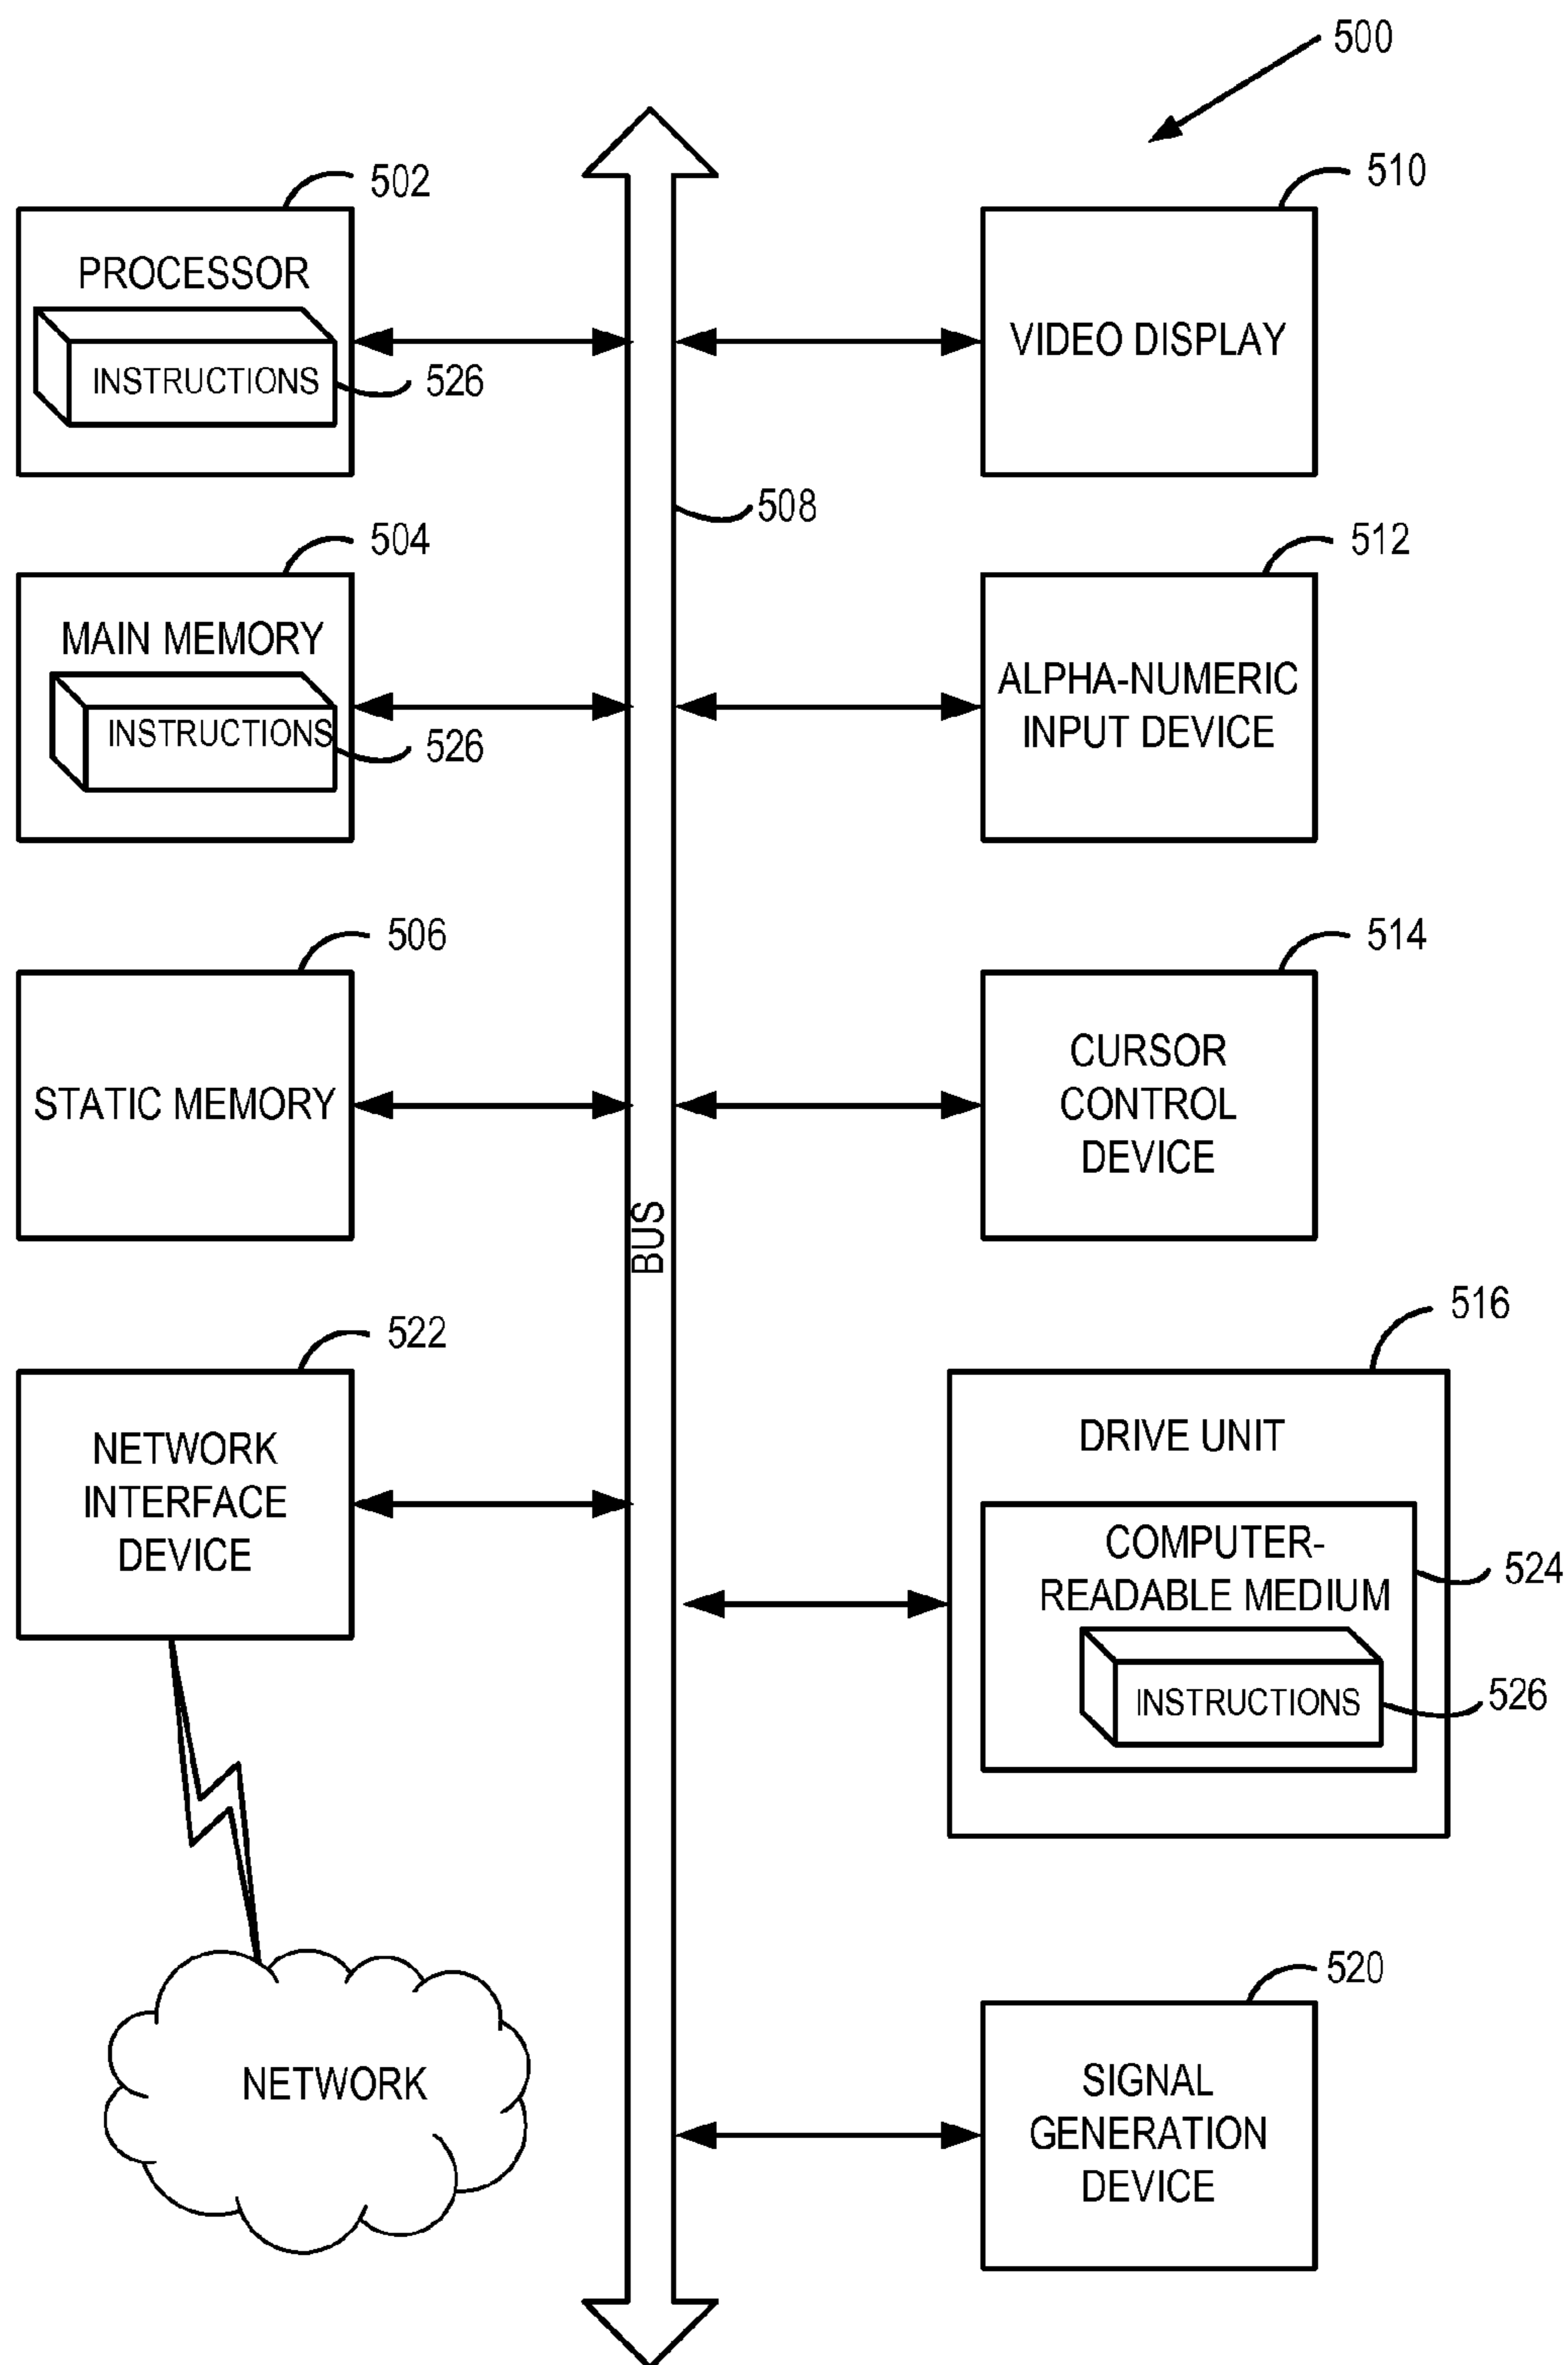 500
502
PROCESSOR
INSTRUCTIONS
526
510
VIDEO DISPLAY
508
504
MAIN MEMORY
INSTRUCTIONS
526
512
ALPHA-NUMERIC
INPUT DEVICE
506
STATIC MEMORY
514
CURSOR
CONTROL
DEVICE
BUS
522
NETWORK
INTERFACE
DEVICE
516
DRIVE UNIT
COMPUTER-
READABLE MEDIUM
524
INSTRUCTIONS
526
NETWORK
520
SIGNAL
GENERATION
DEVICE